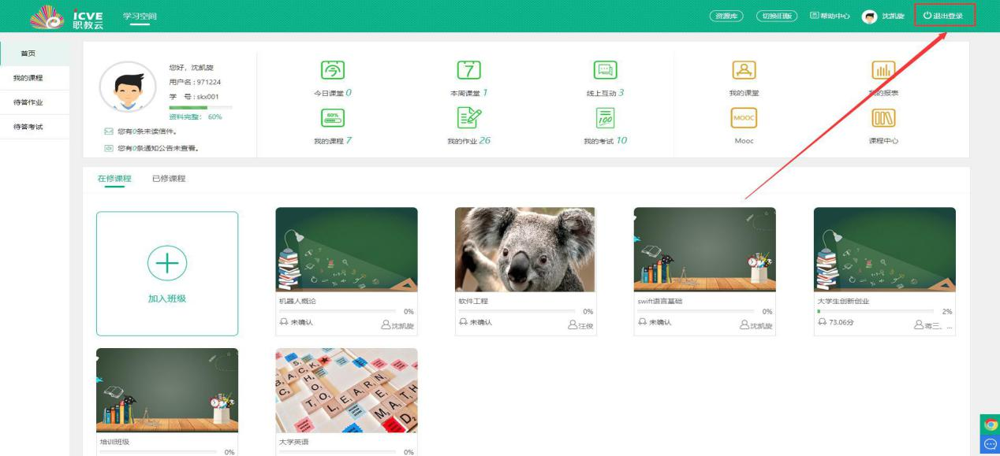 iCVE
职教云
学习空间
资源库
切换旧版
帮助中心
沈凯旋
退出登录
首页
我的课程
待答作业
待答考试
您好，沈凯旋
用户名：971224
学 号：skx001
资料完整： 60%
您有0条未读信件。
您有0条通知公告未查看。
今日课堂 0
7
本周课堂 1
线上互动 3
我的课堂
我的报表
60%
我的课程 7
我的作业 26
100
我的考试 10
MOOC
Mooc
课程中心
在修课程
已修课程
加入班级
机器人概论
0%
未确认
沈凯旋
软件工程
0%
未确认
汪俊
swift语言基础
0%
未确认
沈凯旋
大学生创新创业
2%
73.06分
蒋三、...
培训班级
0%
BACK
SCHOOL
TO LEARN
MATH
大学英语
0%